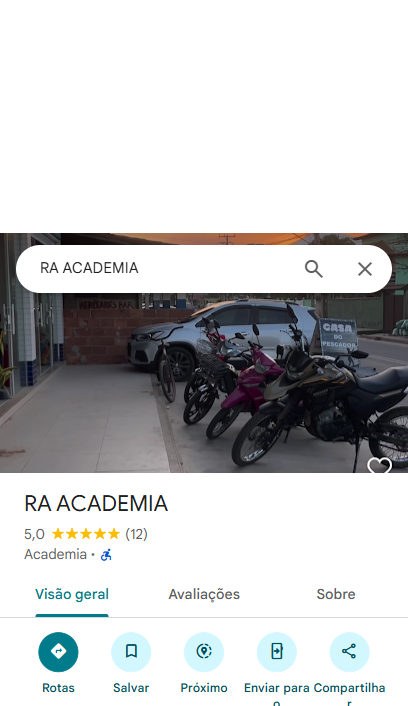 RA ACADEMIA
CASA
DO
PESCADOR
RA ACADEMIA
5,0 (12)
Academia ·
Visão geral Avaliações Sobre
Rotas Salvar Próximo Enviar para o Compartilhar